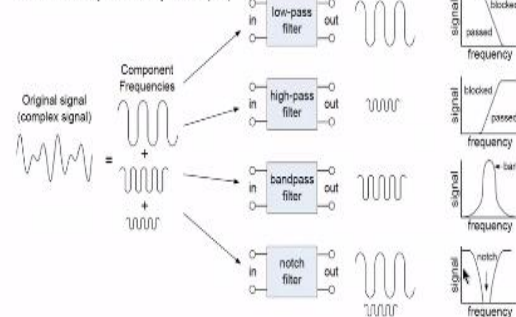 low-pass
filter
in
out
signal
blocked
passed
frequency
Component
Frequencies
Original signal
(complex signal)
=
+
+
high-pass
filter
in
out
signal
blocked
passed
frequency
bandpass
filter
in
out
signal
frequency
notch
filter
in
out
signal
notch
frequency